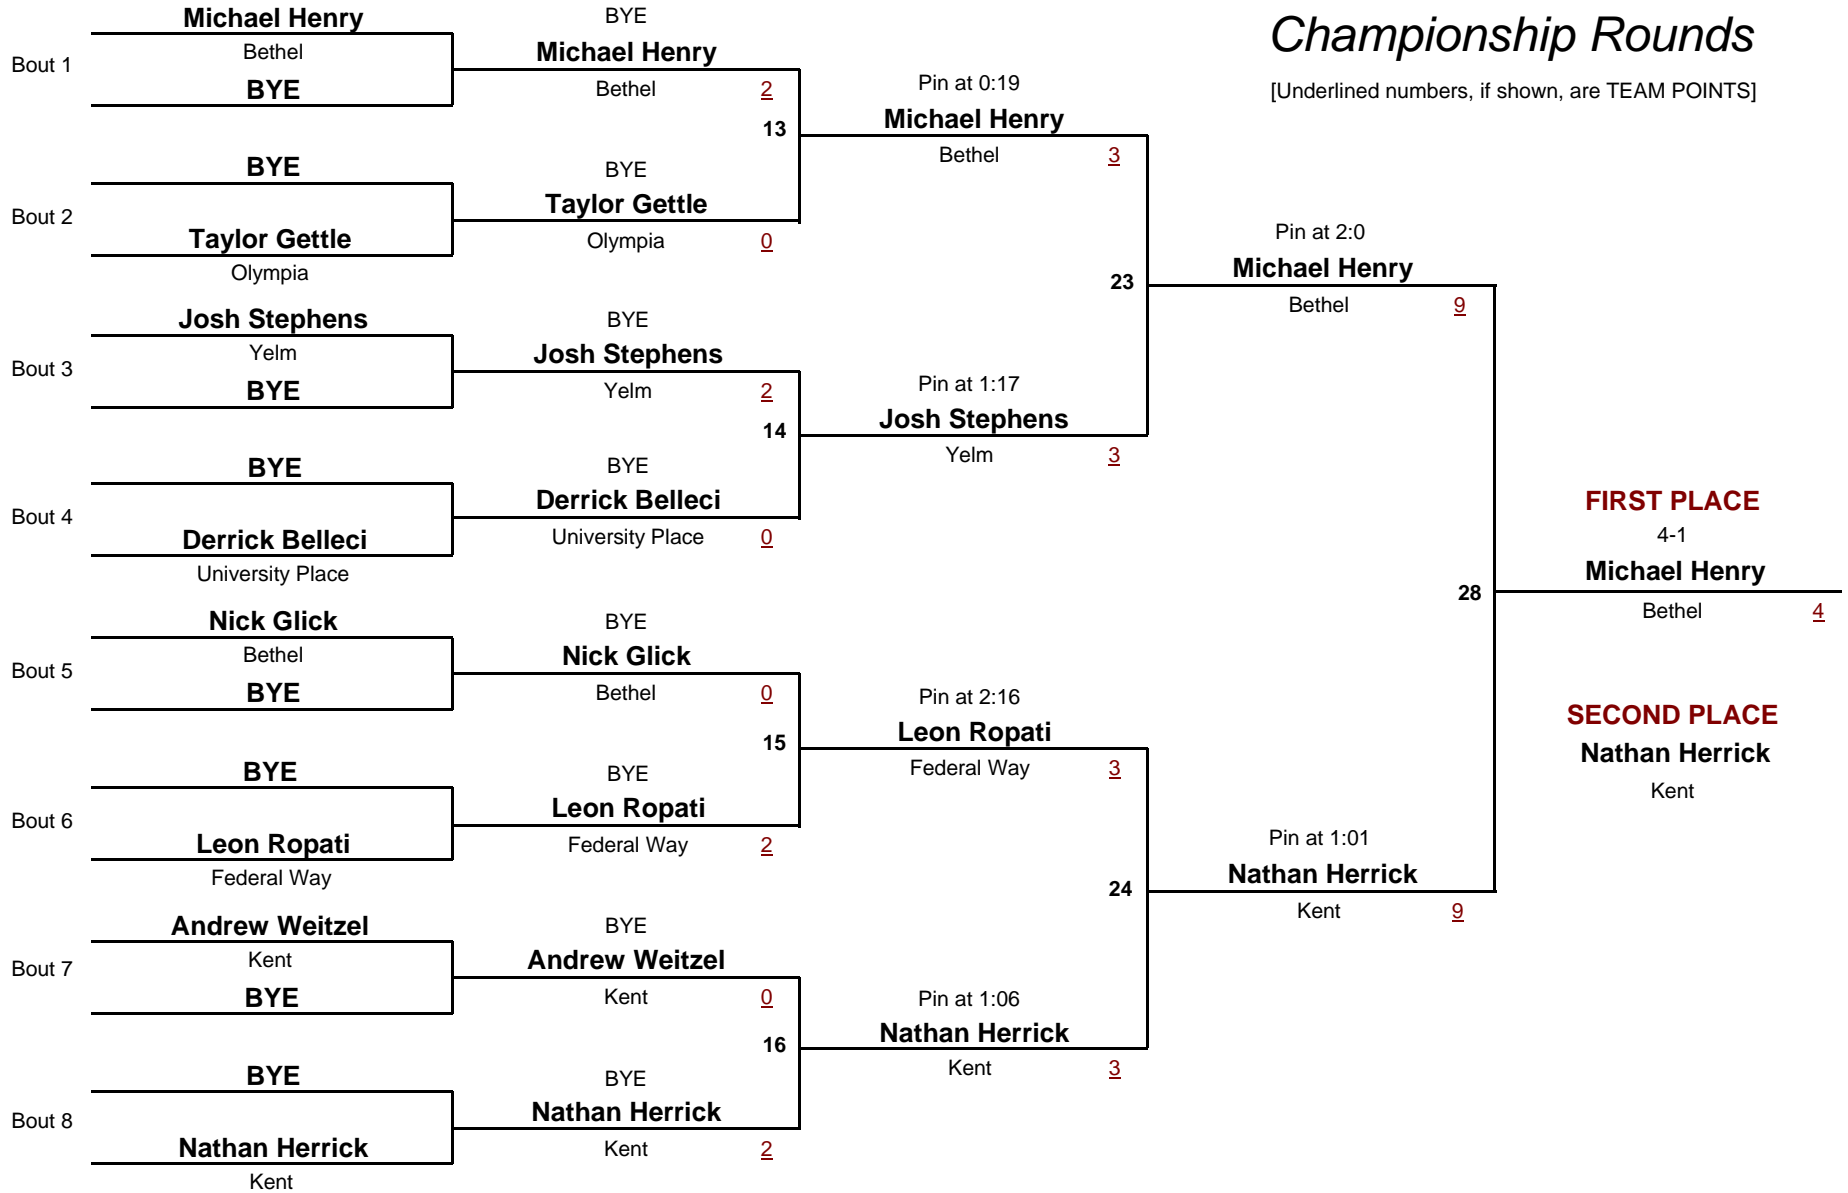 Championship Rounds
[Underlined numbers, if shown, are TEAM POINTS]
Bout 1
Michael Henry
Bethel
BYE
Bout 2
BYE
Taylor Gettle
Olympia
Bout 3
Josh Stephens
Yelm
BYE
Bout 4
BYE
Derrick Belleci
University Place
Bout 5
Nick Glick
Bethel
BYE
Bout 6
BYE
Leon Ropati
Federal Way
Bout 7
Andrew Weitzel
Kent
BYE
Bout 8
BYE
Nathan Herrick
Kent
BYE
Michael Henry
Bethel 2
13
BYE
Taylor Gettle
Olympia 0
BYE
Josh Stephens
Yelm 2
14
BYE
Derrick Belleci
University Place 0
BYE
Nick Glick
Bethel 0
15
BYE
Leon Ropati
Federal Way 2
BYE
Andrew Weitzel
Kent 0
16
BYE
Nathan Herrick
Kent 2
Pin at 0:19
Michael Henry
Bethel 3
23
Pin at 1:17
Josh Stephens
Yelm 3
Pin at 2:16
Leon Ropati
Federal Way 3
24
Pin at 1:06
Nathan Herrick
Kent 3
Pin at 2:0
Michael Henry
Bethel 9
28
Pin at 1:01
Nathan Herrick
Kent 9
FIRST PLACE
4-1
Michael Henry
Bethel 4
SECOND PLACE
Nathan Herrick
Kent